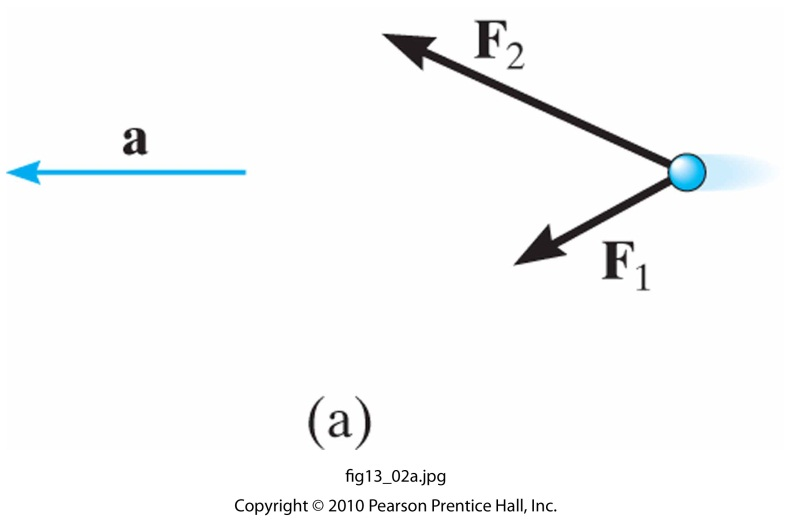 F₂
a
F₁
(a)
fig13_02a.jpg
Copyright © 2010 Pearson Prentice Hall, Inc.